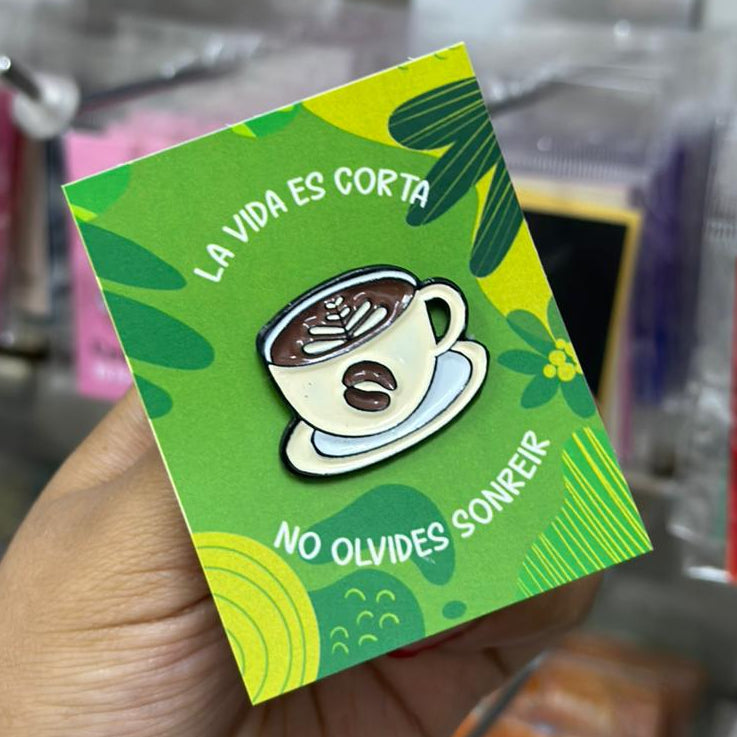 LA VIDA ES CORTA
NO OLVIDES SONREIR